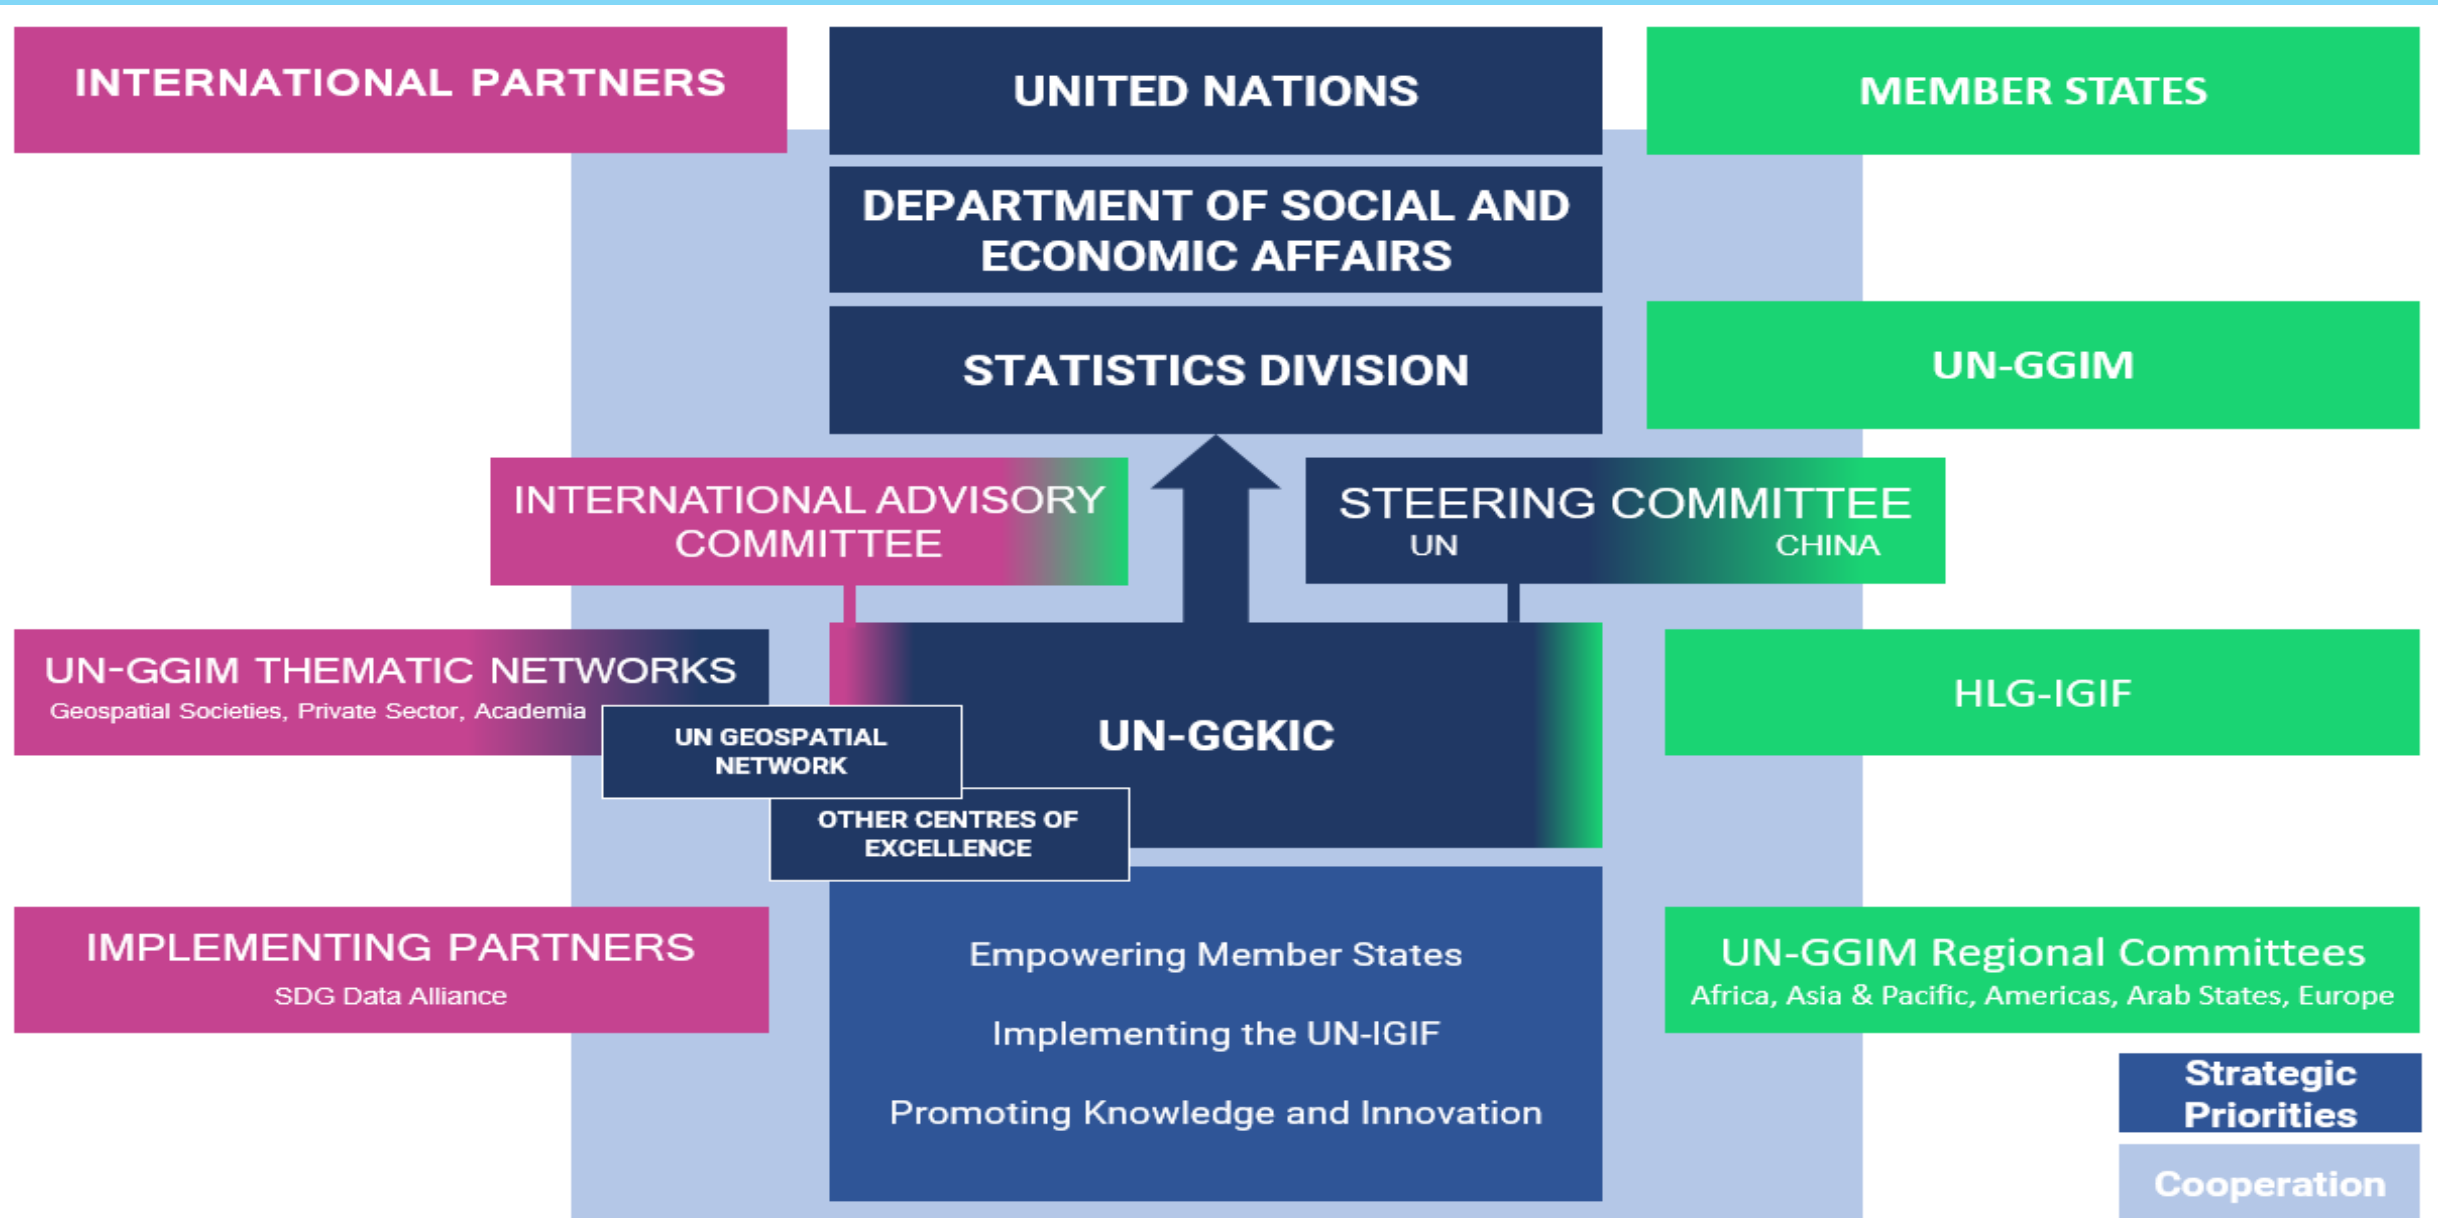 INTERNATIONAL PARTNERS
UNITED NATIONS
MEMBER STATES
DEPARTMENT OF SOCIAL AND
ECONOMIC AFFAIRS
STATISTICS DIVISION
UN-GGIM
INTERNATIONAL ADVISORY
COMMITTEE
STEERING COMMITTEE
UN CHINA
UN-GGIM THEMATIC NETWORKS
Geospatial Societies, Private Sector, Academia
UN GEOSPATIAL
NETWORK
UN-GGKIC
HLG-IGIF
OTHER CENTRES OF
EXCELLENCE
IMPLEMENTING PARTNERS
SDG Data Alliance
Empowering Member States
Implementing the UN-IGIF
Promoting Knowledge and Innovation
UN-GGIM Regional Committees
Africa, Asia & Pacific, Americas, Arab States, Europe
Strategic
Priorities
Cooperation